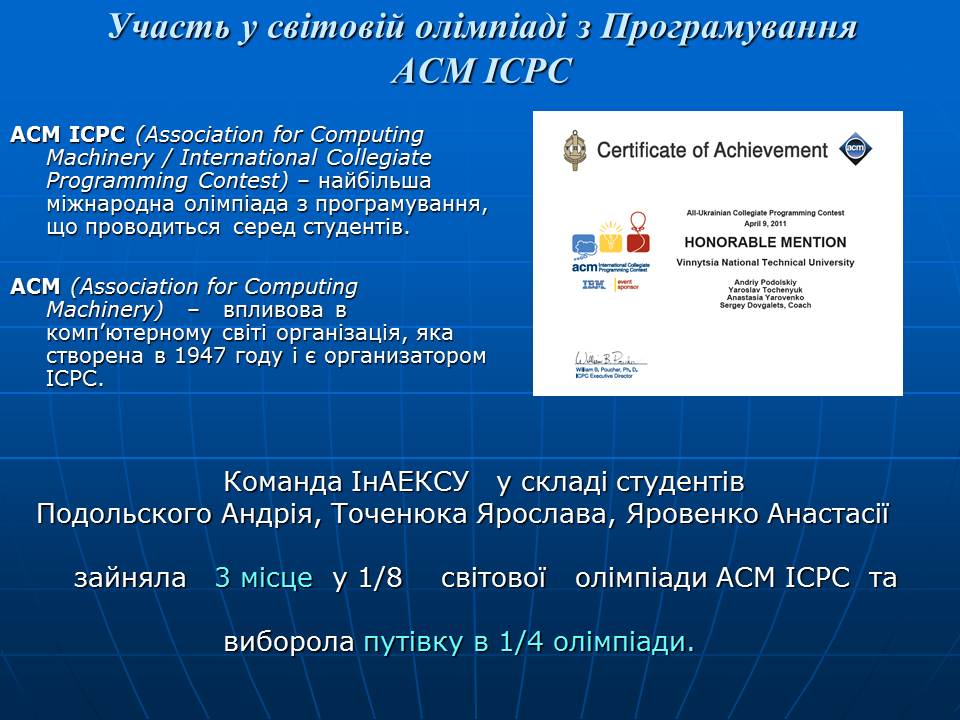 Участь у світовій олімпіаді з Програмування
ACM ICPC
ACM ICPC (Association for Computing
Machinery / International Collegiate
Programming Contest) – найбільша
міжнародна олімпіада з програмування,
що проводиться серед студентів.
ACM (Association for Computing
Machinery) – впливова в
комп’ютерному світі організація, яка
створена в 1947 году і є организатором
ICPC.
Certificate of Achievement
acm
All-Ukrainian Collegiate Programming Contest
April 9, 2011
HONORABLE MENTION
Vinnytsia National Technical University
Andriy Podolskiy
Yaroslav Tochenyuk
Anastasia Yarovenko
Sergey Dovgalets, Coach
acm International Collegiate
Programming Contest
IBM event
sponsor
William B. Poucher
William B. Poucher, Ph. D.
ICPC Executive Director
Команда ІнАЕКСУ у складі студентів
Подольского Андрія, Точенюка Ярослава, Яровенко Анастасії
зайняла 3 місце у 1/8 світової олімпіади ACM ICPC та
виборола путівку в 1/4 олімпіади.